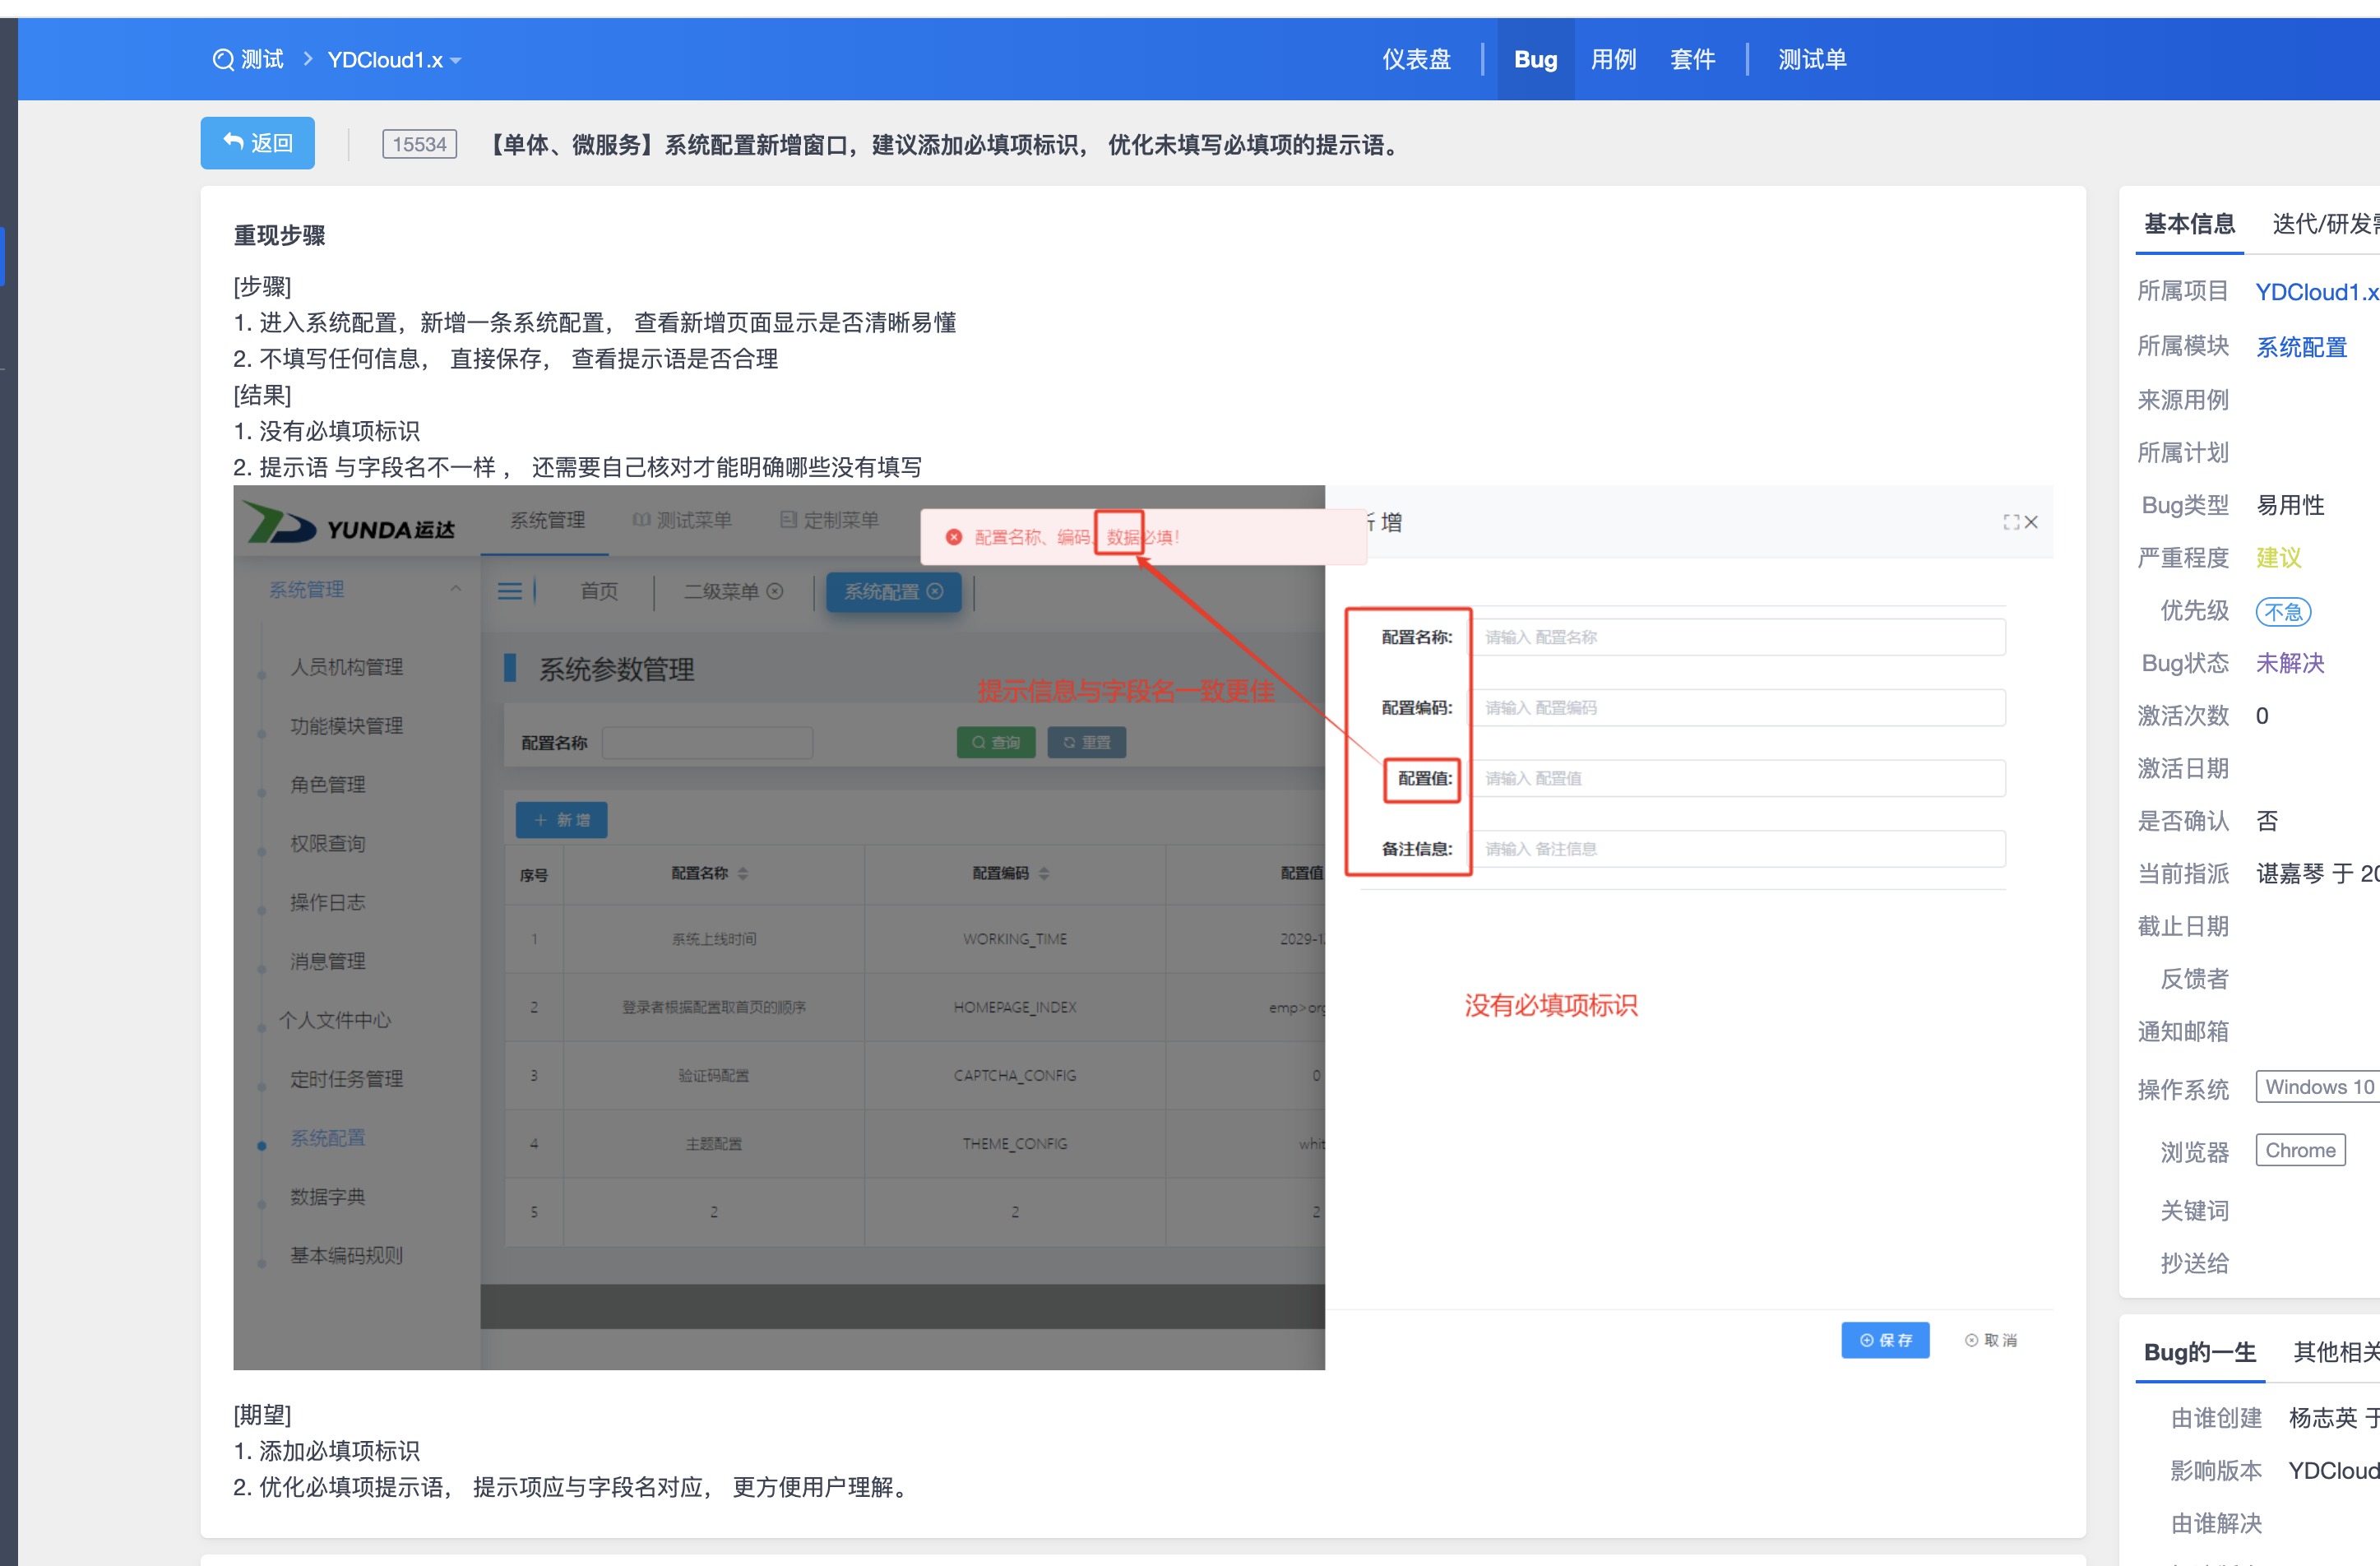 测试 > YDCloud1.x
仪表盘 Bug 用例 套件 测试单
返回 15534 【单体、微服务】系统配置新增窗口，建议添加必填项标识， 优化未填写必填项的提示语。
重现步骤
[步骤]
1. 进入系统配置，新增一条系统配置， 查看新增页面显示是否清晰易懂
2. 不填写任何信息， 直接保存， 查看提示语是否合理
[结果]
1. 没有必填项标识
2. 提示语 与字段名不一样 ， 还需要自己核对才能明确哪些没有填写
YUNDA运达 系统管理 测试菜单 定制菜单
配置名称、编码、数据必填!
增
系统管理
首页 二级菜单 系统配置
人员机构管理
功能模块管理
角色管理
权限查询
操作日志
消息管理
个人文件中心
定时任务管理
系统配置
数据字典
基本编码规则
系统参数管理
提示信息与字段名一致更佳
配置名称 查询 重置
+ 新 增
序号 配置名称 配置编码 配置值
1 系统上线时间 WORKING_TIME 2029-1
2 登录者根据配置取首页的顺序 HOMEPAGE_INDEX emp>org
3 验证码配置 CAPTCHA_CONFIG 0
4 主题配置 THEME_CONFIG whit
5 2 2 2
配置名称: 请输入 配置名称
配置编码: 请输入 配置编码
配置值: 请输入 配置值
备注信息: 请输入 备注信息
没有必填项标识
保 存 取 消
[期望]
1. 添加必填项标识
2. 优化必填项提示语， 提示项应与字段名对应， 更方便用户理解。
基本信息 迭代/研发
所属项目 YDCloud1.x
所属模块 系统配置
来源用例
所属计划
Bug类型 易用性
严重程度 建议
优先级 不急
Bug状态 未解决
激活次数 0
激活日期
是否确认 否
当前指派 谌嘉琴 于 20
截止日期
反馈者
通知邮箱
操作系统 Windows 10
浏览器 Chrome
关键词
抄送给
Bug的一生 其他相关
由谁创建 杨志英 于
影响版本 YDCloud
由谁解决